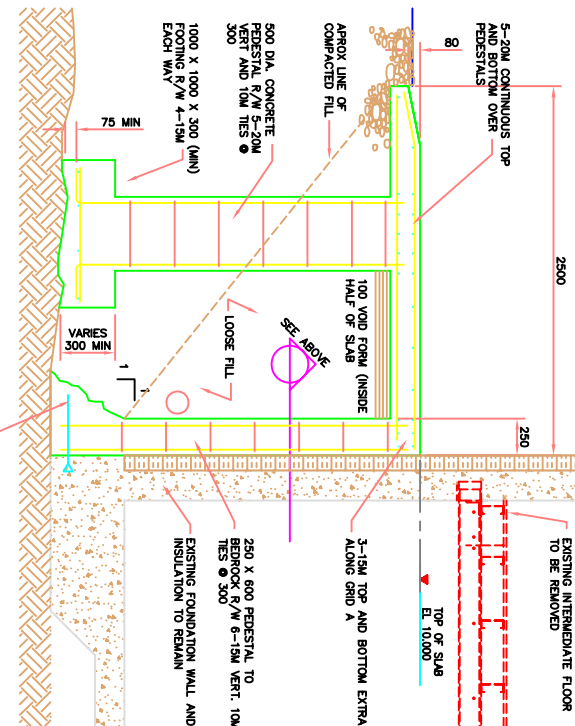 5-20M CONTINUOUS TOP
AND BOTTOM OVER
PEDESTALS
80
APROX LINE OF
COMPACTED FILL
500 DIA. CONCRETE
PEDESTAL R/W 5-20M
VERT AND 10M TIES @
300
1000 X 1000 X 300 (MIN)
FOOTING R/W 4-15M
EACH WAY
75 MIN
2500
100 VOID FORM (INSIDE
HALF OF SLAB
SEE ABOVE
LOOSE FILL
VARIES
300 MIN
1
250
EXISTING INTERMEDIATE FLOOR
TO BE REMOVED
TOP OF SLAB
EL 10.000
3-15M TOP AND BOTTOM EXTRA
ALONG GRID A
250 X 600 PEDESTAL TO
BEDROCK R/W 6-15M VERT. 10M
TIES @ 300
EXISTING FOUNDATION WALL AND
INSULATION TO REMAIN